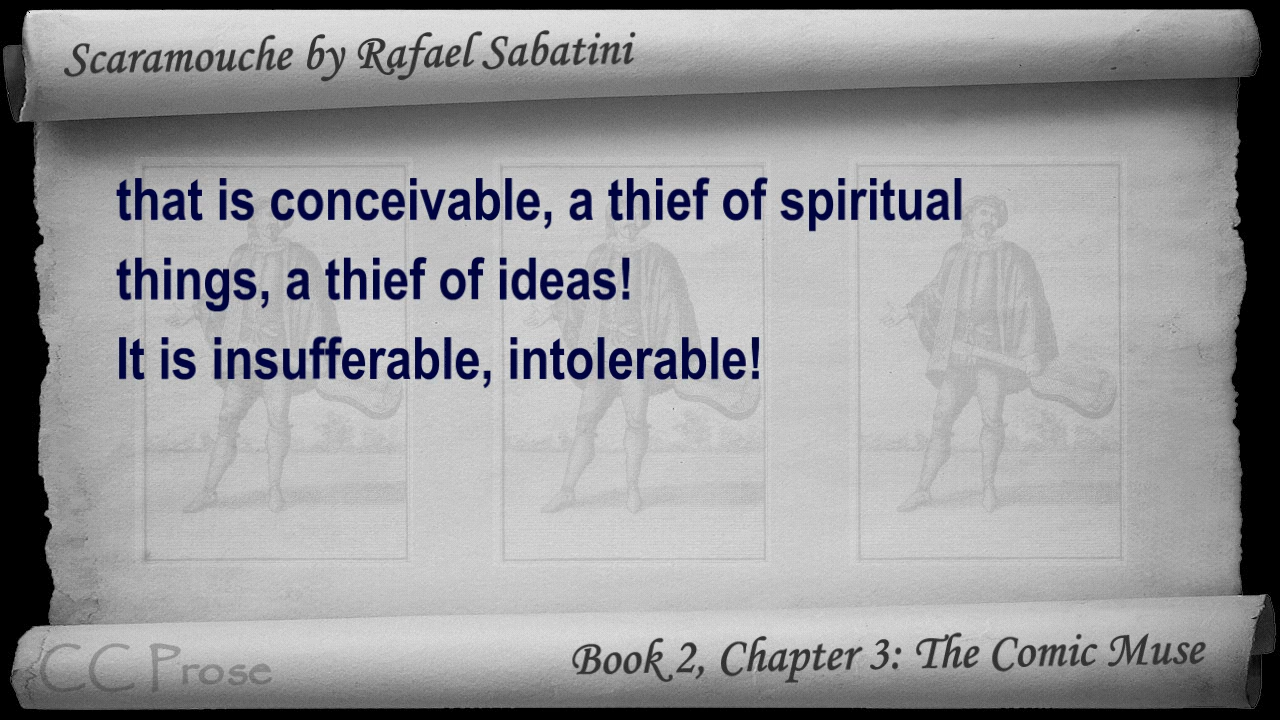 Scaramouche by Rafael Sabatini
that is conceivable, a thief of spiritual
things, a thief of ideas!
It is insufferable, intolerable!
CC Prose
Book 2, Chapter 3: The Comic Muse